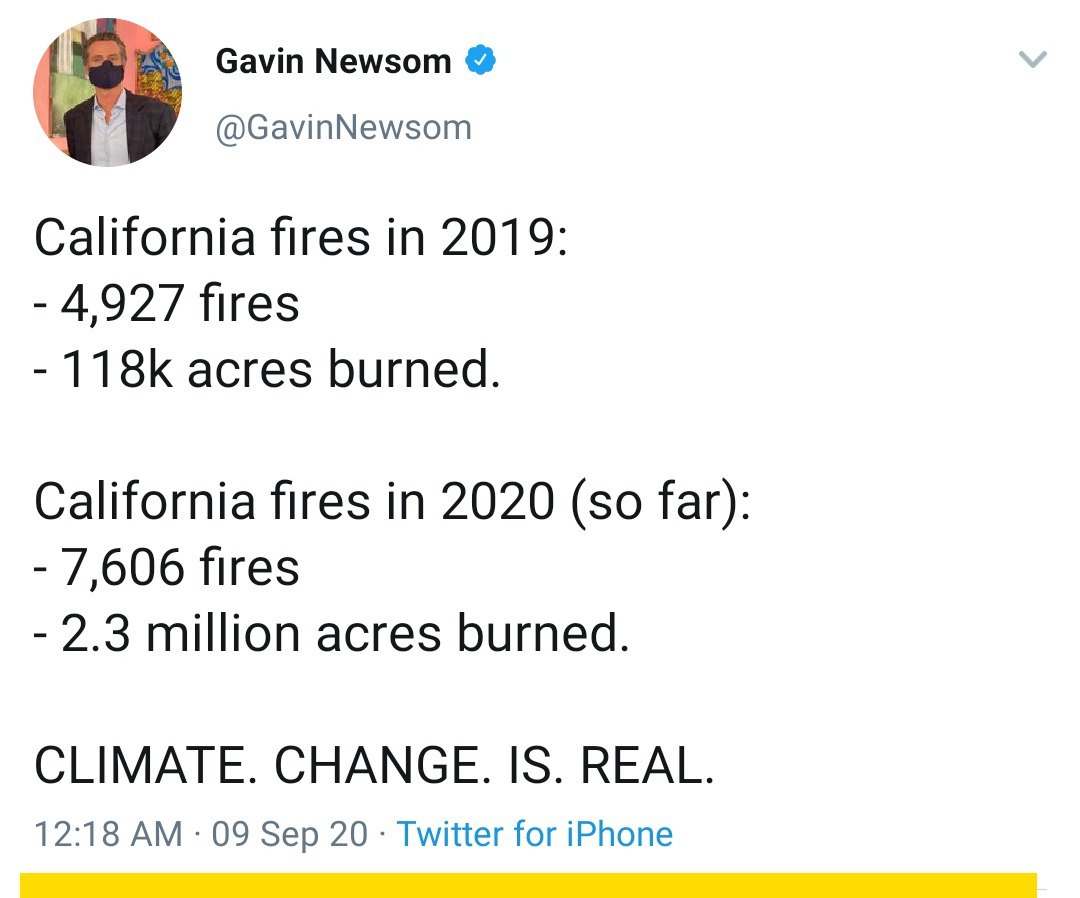 Gavin Newsom
@GavinNewsom
California fires in 2019:
- 4,927 fires
- 118k acres burned.
California fires in 2020 (so far):
- 7,606 fires
- 2.3 million acres burned.
CLIMATE. CHANGE. IS. REAL.
12:18 AM · 09 Sep 20 · Twitter for iPhone